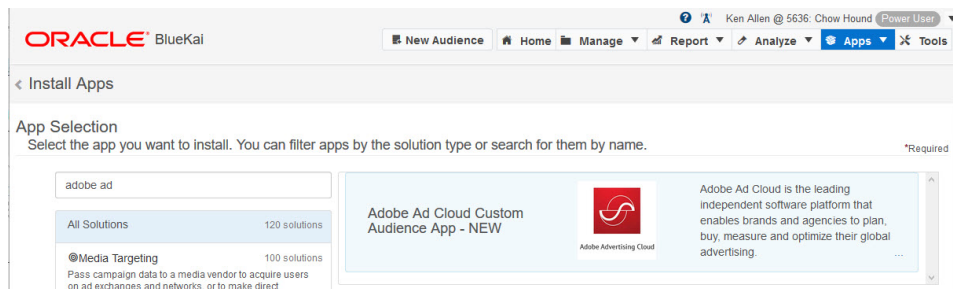 Ken Allen @ 5636: Chow Hound Power User
ORACLE BlueKai
New Audience Home Manage Report Analyze Apps Tools
< Install Apps
App Selection
Select the app you want to install. You can filter apps by the solution type or search for them by name.
*Required
adobe ad
All Solutions 120 solutions
Media Targeting 100 solutions
Pass campaign data to a media vendor to acquire users
on ad exchanges and networks, or to make direct
Adobe Ad Cloud Custom
Audience App - NEW
Adobe Advertising Cloud
Adobe Ad Cloud is the leading
independent software platform that
enables brands and agencies to plan,
buy, measure and optimize their global
advertising.
...